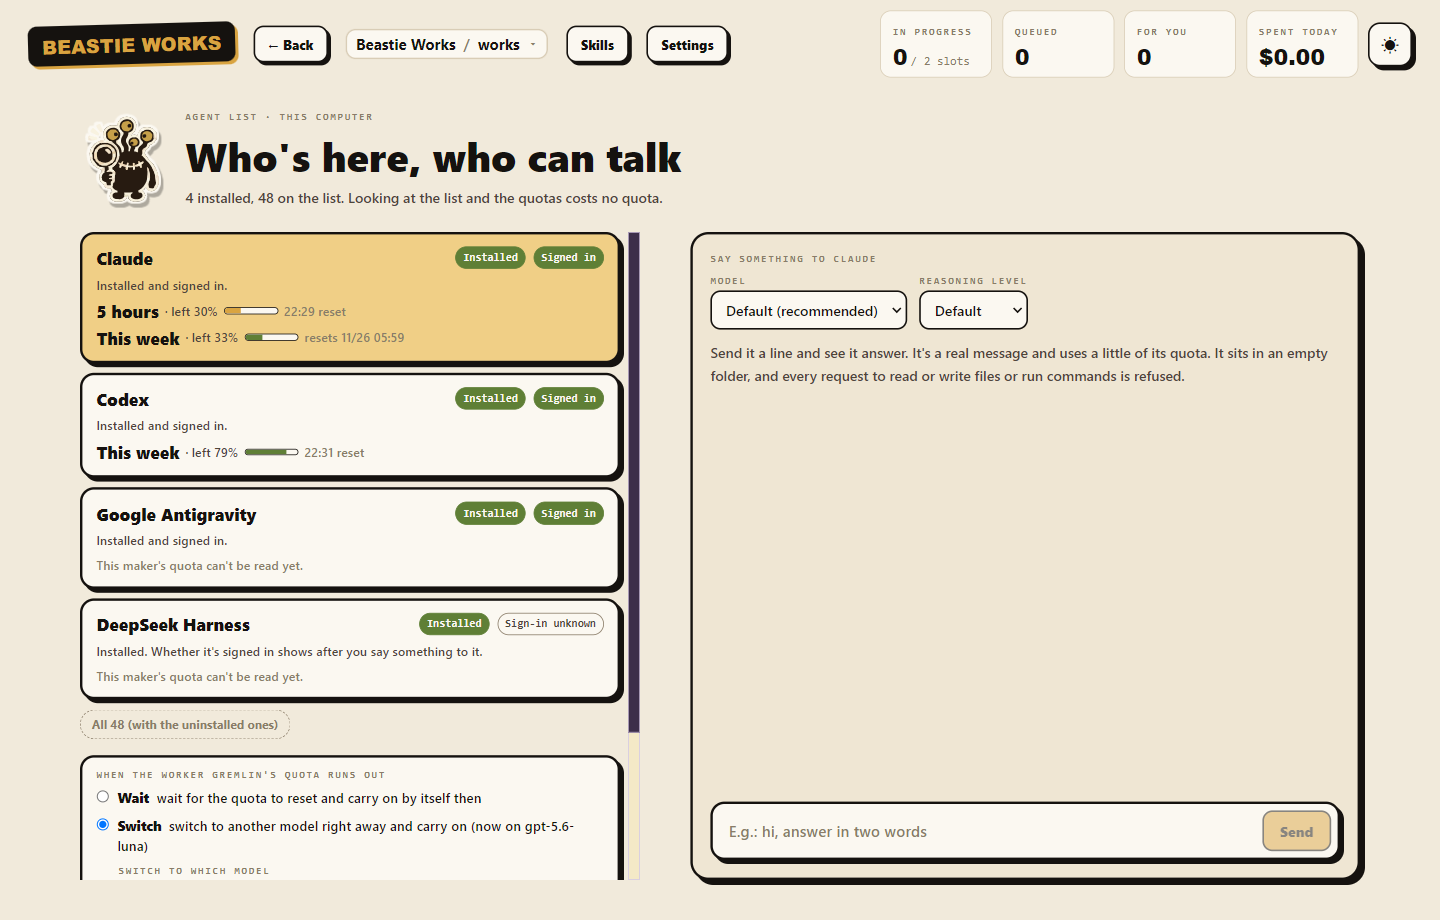 BEASTIE WORKS
← Back
Beastie Works / works
Skills
Settings
IN PROGRESS
0 / 2 slots
QUEUED
0
FOR YOU
0
SPENT TODAY
$0.00
AGENT LIST · THIS COMPUTER
Who's here, who can talk
4 installed, 48 on the list. Looking at the list and the quotas costs no quota.
Claude
Installed
Signed in
Installed and signed in.
5 hours · left 30% 22:29 reset
This week · left 33% resets 11/26 05:59
Codex
Installed
Signed in
Installed and signed in.
This week · left 79% 22:31 reset
Google Antigravity
Installed
Signed in
Installed and signed in.
This maker's quota can't be read yet.
DeepSeek Harness
Installed
Sign-in unknown
Installed. Whether it's signed in shows after you say something to it.
This maker's quota can't be read yet.
All 48 (with the uninstalled ones)
WHEN THE WORKER GREMLIN'S QUOTA RUNS OUT
Wait wait for the quota to reset and carry on by itself then
Switch switch to another model right away and carry on (now on gpt-5.6-
luna)
SWITCH TO WHICH MODEL
SAY SOMETHING TO CLAUDE
MODEL
Default (recommended)
REASONING LEVEL
Default
Send it a line and see it answer. It's a real message and uses a little of its quota. It sits in an empty
folder, and every request to read or write files or run commands is refused.
E.g.: hi, answer in two words
Send